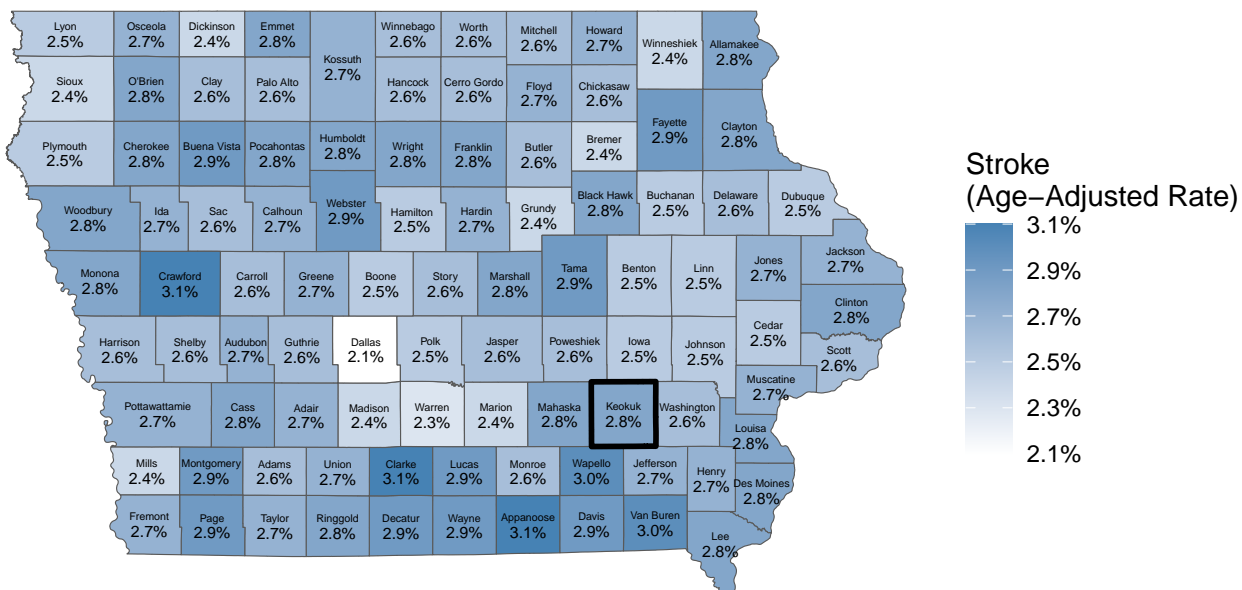 Lyon
2.5%
Osceola
2.7%
Dickinson
2.4%
Emmet
2.8%
Kossuth
2.7%
Winnebago
2.6%
Worth
2.6%
Mitchell
2.6%
Howard
2.7%
Winneshiek
2.4%
Allamakee
2.8%
Sioux
2.4%
O'Brien
2.8%
Clay
2.6%
Palo Alto
2.6%
Hancock
2.6%
Cerro Gordo
2.6%
Floyd
2.7%
Chickasaw
2.6%
Fayette
2.9%
Clayton
2.8%
Plymouth
2.5%
Cherokee
2.8%
Buena Vista
2.9%
Pocahontas
2.8%
Humboldt
2.8%
Wright
2.8%
Franklin
2.8%
Butler
2.6%
Bremer
2.4%
Woodbury
2.8%
Ida
2.7%
Sac
2.6%
Calhoun
2.7%
Webster
2.9%
Hamilton
2.5%
Hardin
2.7%
Grundy
2.4%
Black Hawk
2.8%
Buchanan
2.5%
Delaware
2.6%
Dubuque
2.5%
Monona
2.8%
Crawford
3.1%
Carroll
2.6%
Greene
2.7%
Boone
2.5%
Story
2.6%
Marshall
2.8%
Tama
2.9%
Benton
2.5%
Linn
2.5%
Jones
2.7%
Jackson
2.7%
Clinton
2.8%
Harrison
2.6%
Shelby
2.6%
Audubon
2.7%
Guthrie
2.6%
Dallas
2.1%
Polk
2.5%
Jasper
2.6%
Poweshiek
2.6%
Iowa
2.5%
Johnson
2.5%
Cedar
2.5%
Scott
2.6%
Muscatine
2.7%
Pottawattamie
2.7%
Cass
2.8%
Adair
2.7%
Madison
2.4%
Warren
2.3%
Marion
2.4%
Mahaska
2.8%
Keokuk
2.8%
Washington
2.6%
Louisa
2.8%
Mills
2.4%
Montgomery
2.9%
Adams
2.6%
Union
2.7%
Clarke
3.1%
Lucas
2.9%
Monroe
2.6%
Wapello
3.0%
Jefferson
2.7%
Henry
2.7%
Des Moines
2.8%
Fremont
2.7%
Page
2.9%
Taylor
2.7%
Ringgold
2.8%
Decatur
2.9%
Wayne
2.9%
Appanoose
3.1%
Davis
2.9%
Van Buren
3.0%
Lee
2.8%
Stroke
(Age−Adjusted Rate)
3.1%
2.9%
2.7%
2.5%
2.3%
2.1%